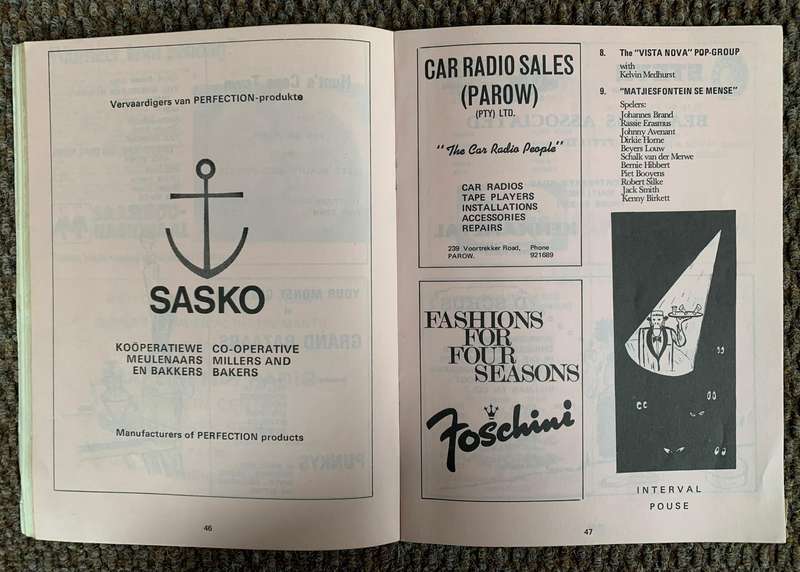 Vervaardigers van PERFECTION-produkte
SASKO
KOÖPERATIEWE CO-OPERATIVE
MEULENAARS MILLERS AND
EN BAKKERS BAKERS
Manufacturers of PERFECTION products
46
CAR RADIO SALES
(PAROW)
(PTY) LTD.
"The Car Radio People"
CAR RADIOS
TAPE PLAYERS
INSTALLATIONS
ACCESSORIES
REPAIRS
239 Voortrekker Road, Phone
PAROW. 921689
FASHIONS
FOR
FOUR
SEASONS
Foschini
8. The "VISTA NOVA" POP-GROUP
with
Kelvin Medhurst
9. "MATJIESFONTEIN SE MENSE"
Spelers:
Johannes Brand
Rassie Erasmus
Johnny Avenant
Dirkie Horne
Beyers Louw
Schalk van der Merwe
Bernie Hibbert
Piet Booyens
Robert Silke
Jack Smith
Kenny Birkett
INTERVAL
POUSE
47